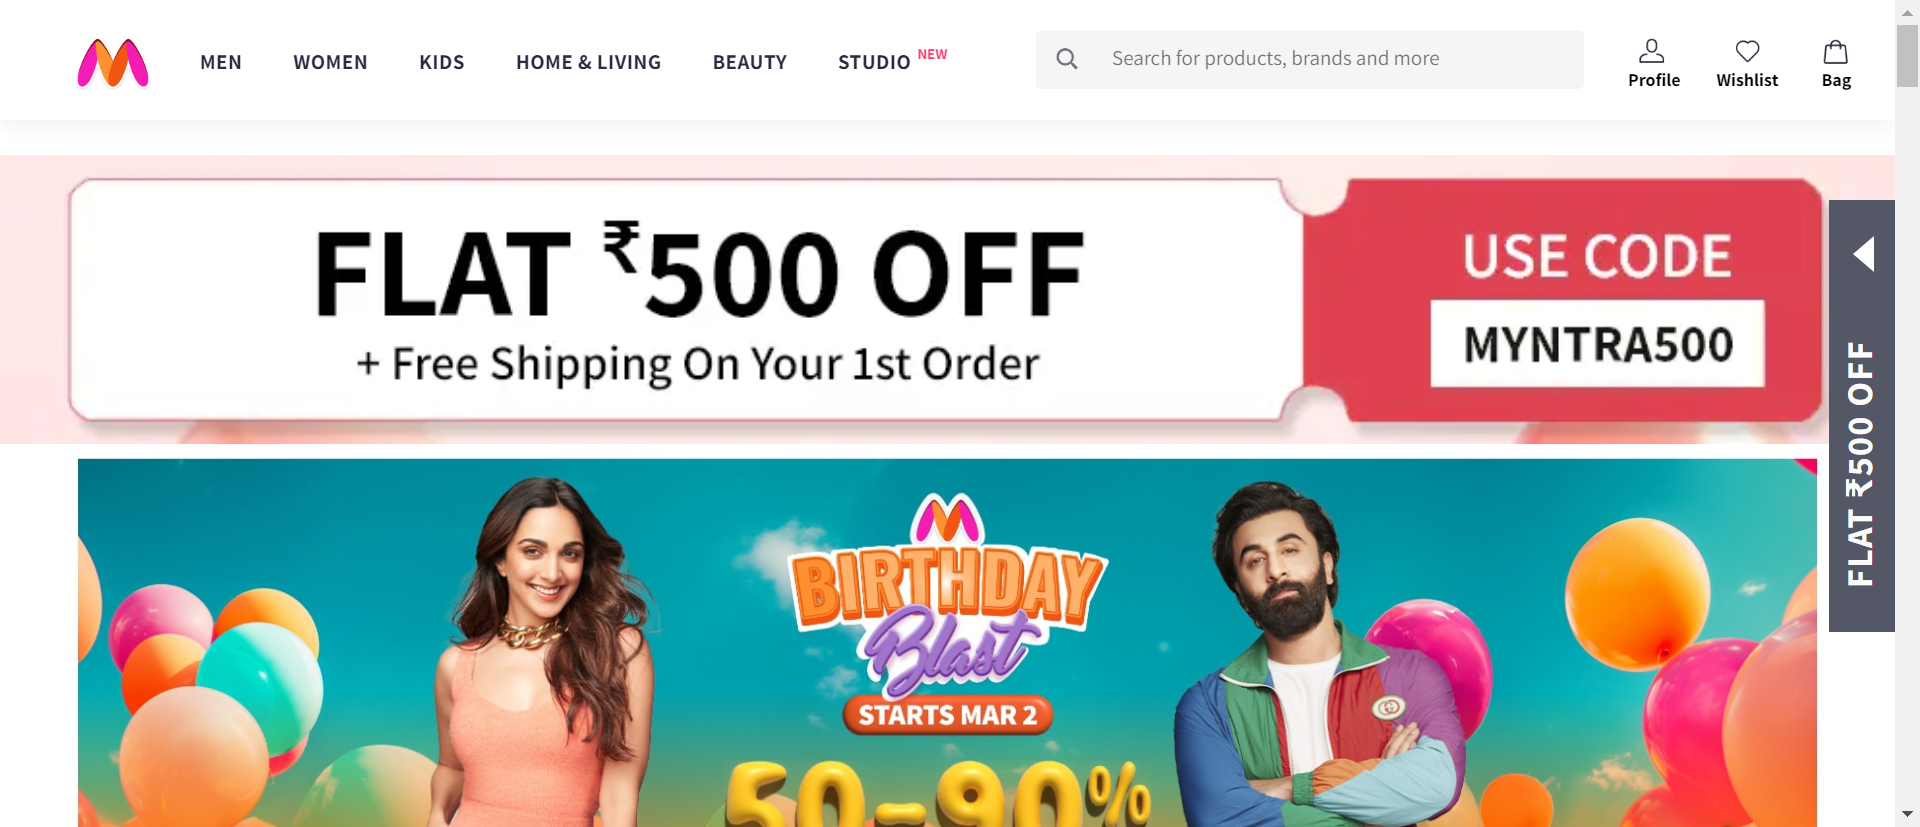 MEN WOMEN KIDS HOME & LIVING BEAUTY STUDIO NEW
Search for products, brands and more
Profile Wishlist Bag
FLAT ₹500 OFF
+ Free Shipping On Your 1st Order
USE CODE
MYNTRA500
FLAT ₹500 OFF
BIRTHDAY
Blast
STARTS MAR 2
50-90%